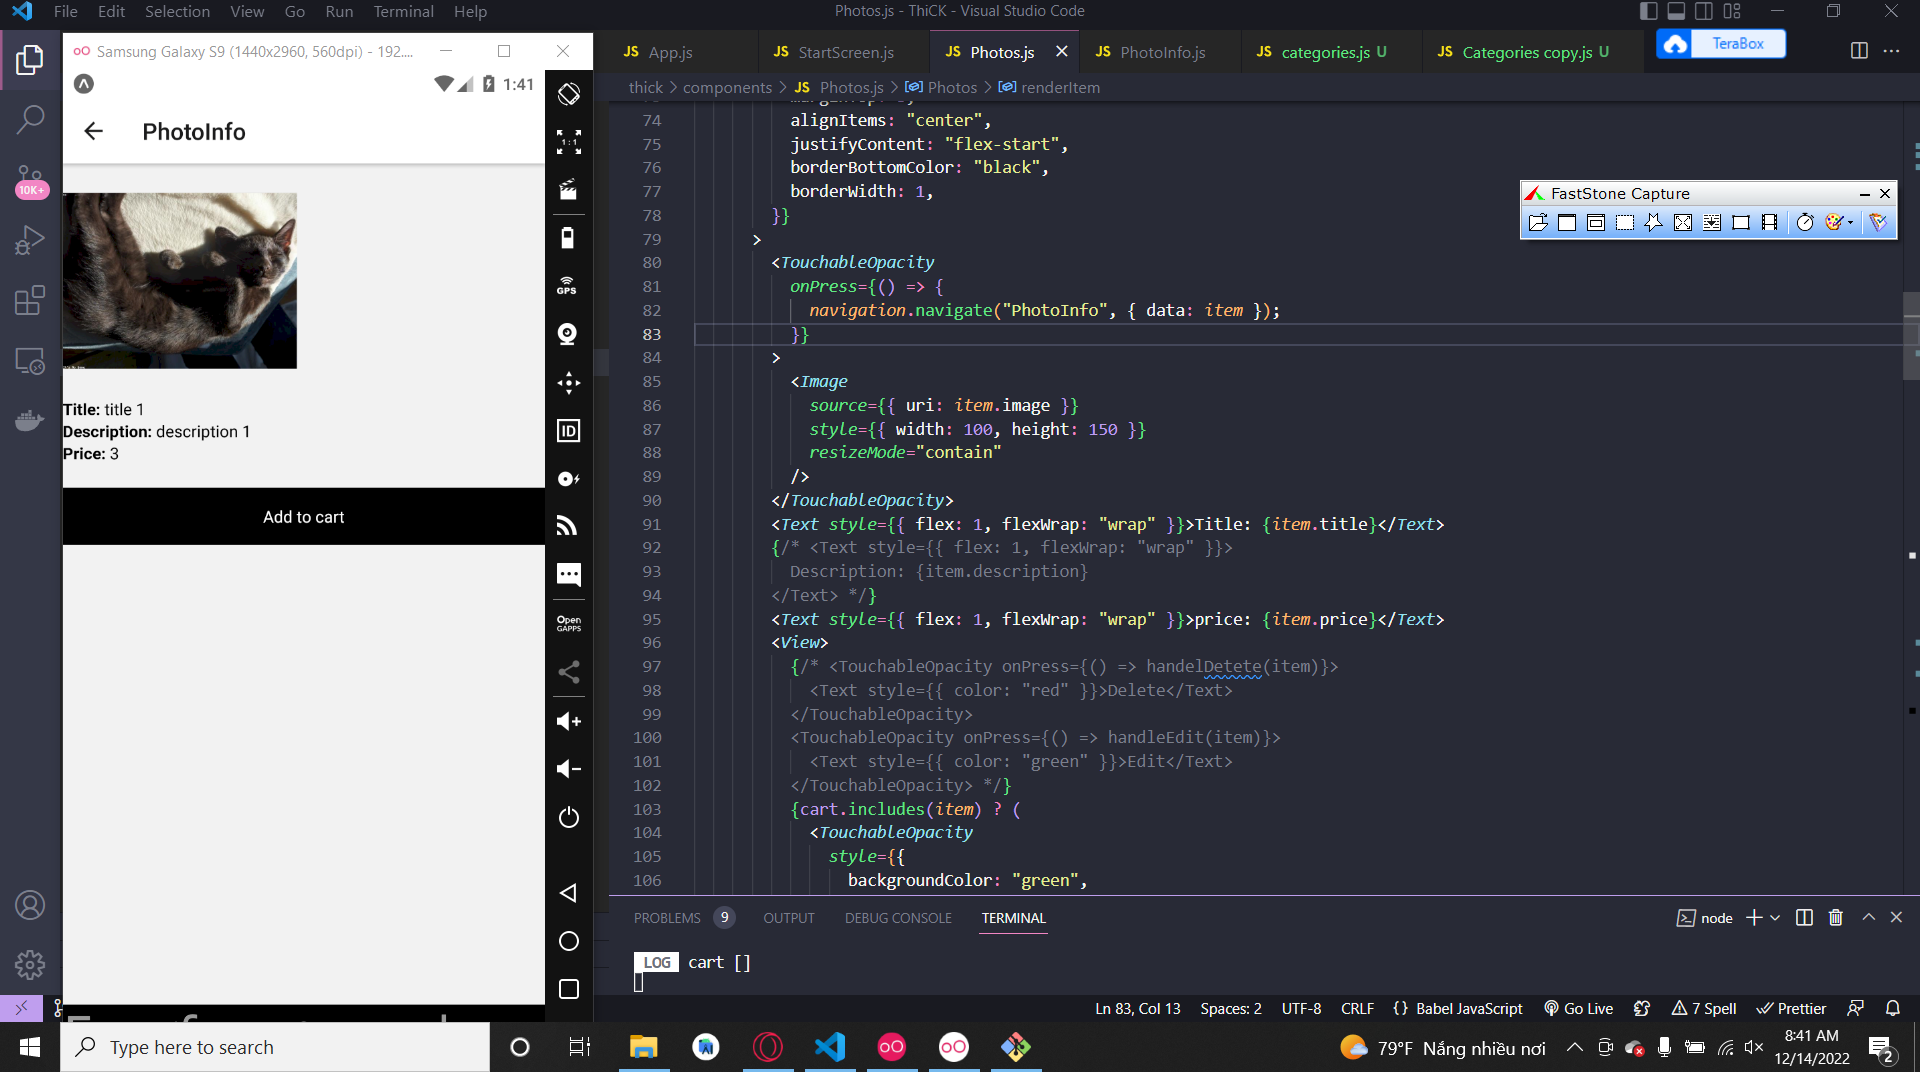 File Edit Selection View Go Run Terminal Help
Photos.js - ThiCK - Visual Studio Code
Samsung Galaxy S9 (1440x2960, 560dpi) - 192....
1:41
PhotoInfo
Title: title 1
Description: description 1
Price: 3
Add to cart
10K+
1:1
GPS
ID
Open
GAPPS
JS App.js
JS StartScreen.js
JS Photos.js
JS PhotoInfo.js
JS categories.js U
JS Categories copy.js U
TeraBox
thick > components > JS Photos.js > Photos > renderItem
FastStone Capture
74 alignItems: "center",
75 justifyContent: "flex-start",
76 borderBottomColor: "black",
77 borderWidth: 1,
78 }}
79 >
80 <TouchableOpacity
81 onPress={() => {
82 navigation.navigate("PhotoInfo", { data: item });
83 }}
84 >
85 <Image
86 source={{ uri: item.image }}
87 style={{ width: 100, height: 150 }}
88 resizeMode="contain"
89 />
90 </TouchableOpacity>
91 <Text style={{ flex: 1, flexWrap: "wrap" }}>Title: {item.title}</Text>
92 {/* <Text style={{ flex: 1, flexWrap: "wrap" }}>
93 Description: {item.description}
94 </Text> */}
95 <Text style={{ flex: 1, flexWrap: "wrap" }}>price: {item.price}</Text>
96 <View>
97 {/* <TouchableOpacity onPress={() => handelDetete(item)}>
98 <Text style={{ color: "red" }}>Delete</Text>
99 </TouchableOpacity>
100 <TouchableOpacity onPress={() => handleEdit(item)}>
101 <Text style={{ color: "green" }}>Edit</Text>
102 </TouchableOpacity> */}
103 {cart.includes(item) ? (
104 <TouchableOpacity
105 style={{
106 backgroundColor: "green",
PROBLEMS 9 OUTPUT DEBUG CONSOLE TERMINAL
node
LOG cart []
Ln 83, Col 13 Spaces: 2 UTF-8 CRLF {} Babel JavaScript Go Live 7 Spell Prettier
Type here to search
79°F Nắng nhiều nơi
8:41 AM
12/14/2022
2